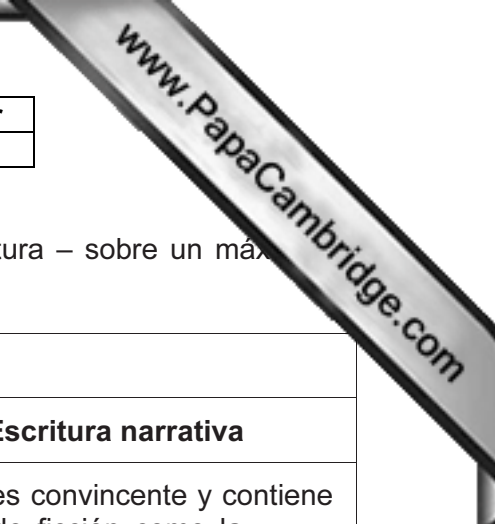 www.PapaCambridge.com
tura – sobre un máx
Escritura narrativa
es convincente y contiene